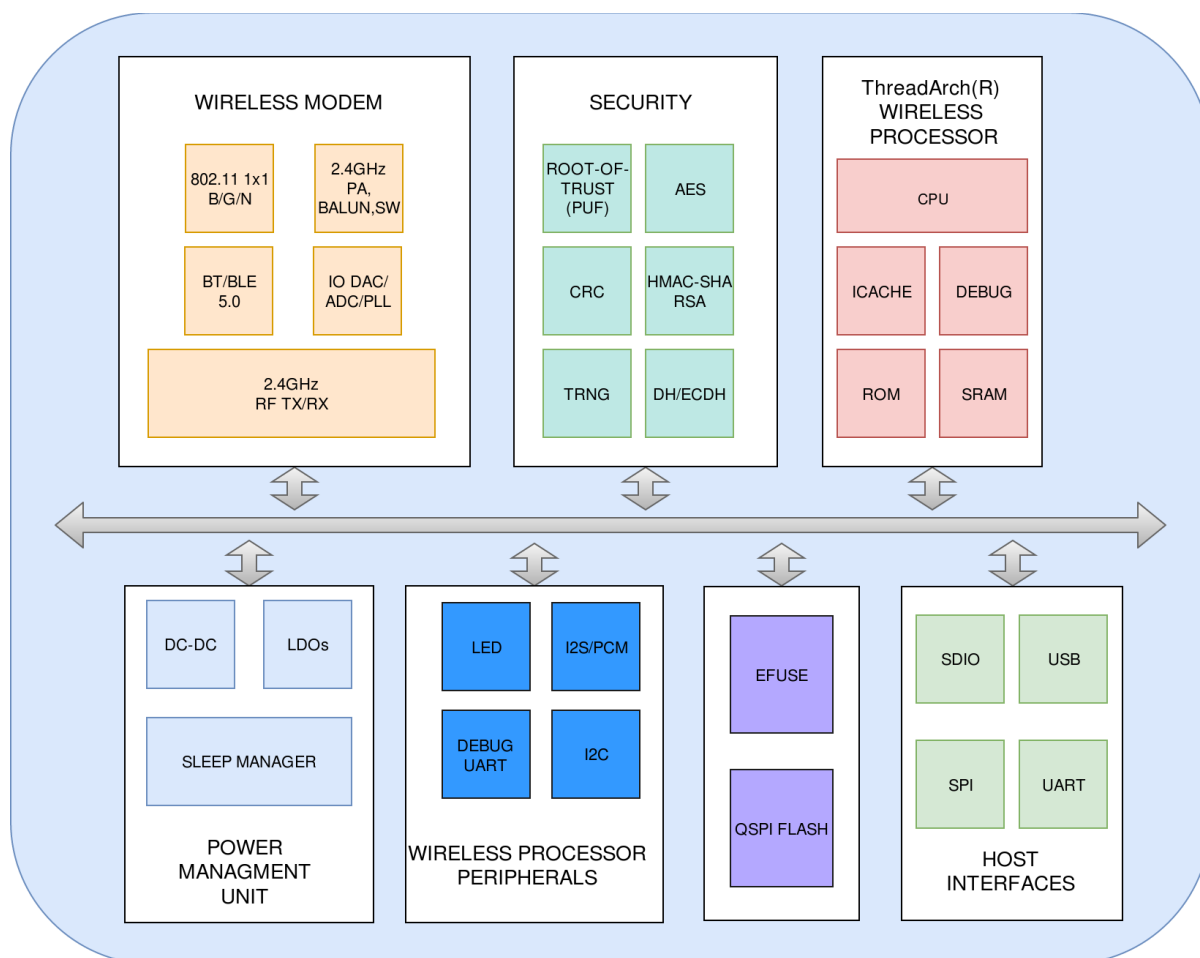 WIRELESS MODEM
802.11 1x1
B/G/N
2.4GHz
PA,
BALUN,SW
BT/BLE
5.0
IO DAC/
ADC/PLL
2.4GHz
RF TX/RX
SECURITY
ROOT-OF-
TRUST
(PUF)
AES
CRC
HMAC-SHA
RSA
TRNG
DH/ECDH
ThreadArch(R)
WIRELESS
PROCESSOR
CPU
ICACHE
DEBUG
ROM
SRAM
DC-DC
LDOs
SLEEP MANAGER
POWER
MANAGMENT
UNIT
LED
I2S/PCM
DEBUG
UART
I2C
WIRELESS PROCESSOR
PERIPHERALS
EFUSE
QSPI FLASH
SDIO
USB
SPI
UART
HOST
INTERFACES